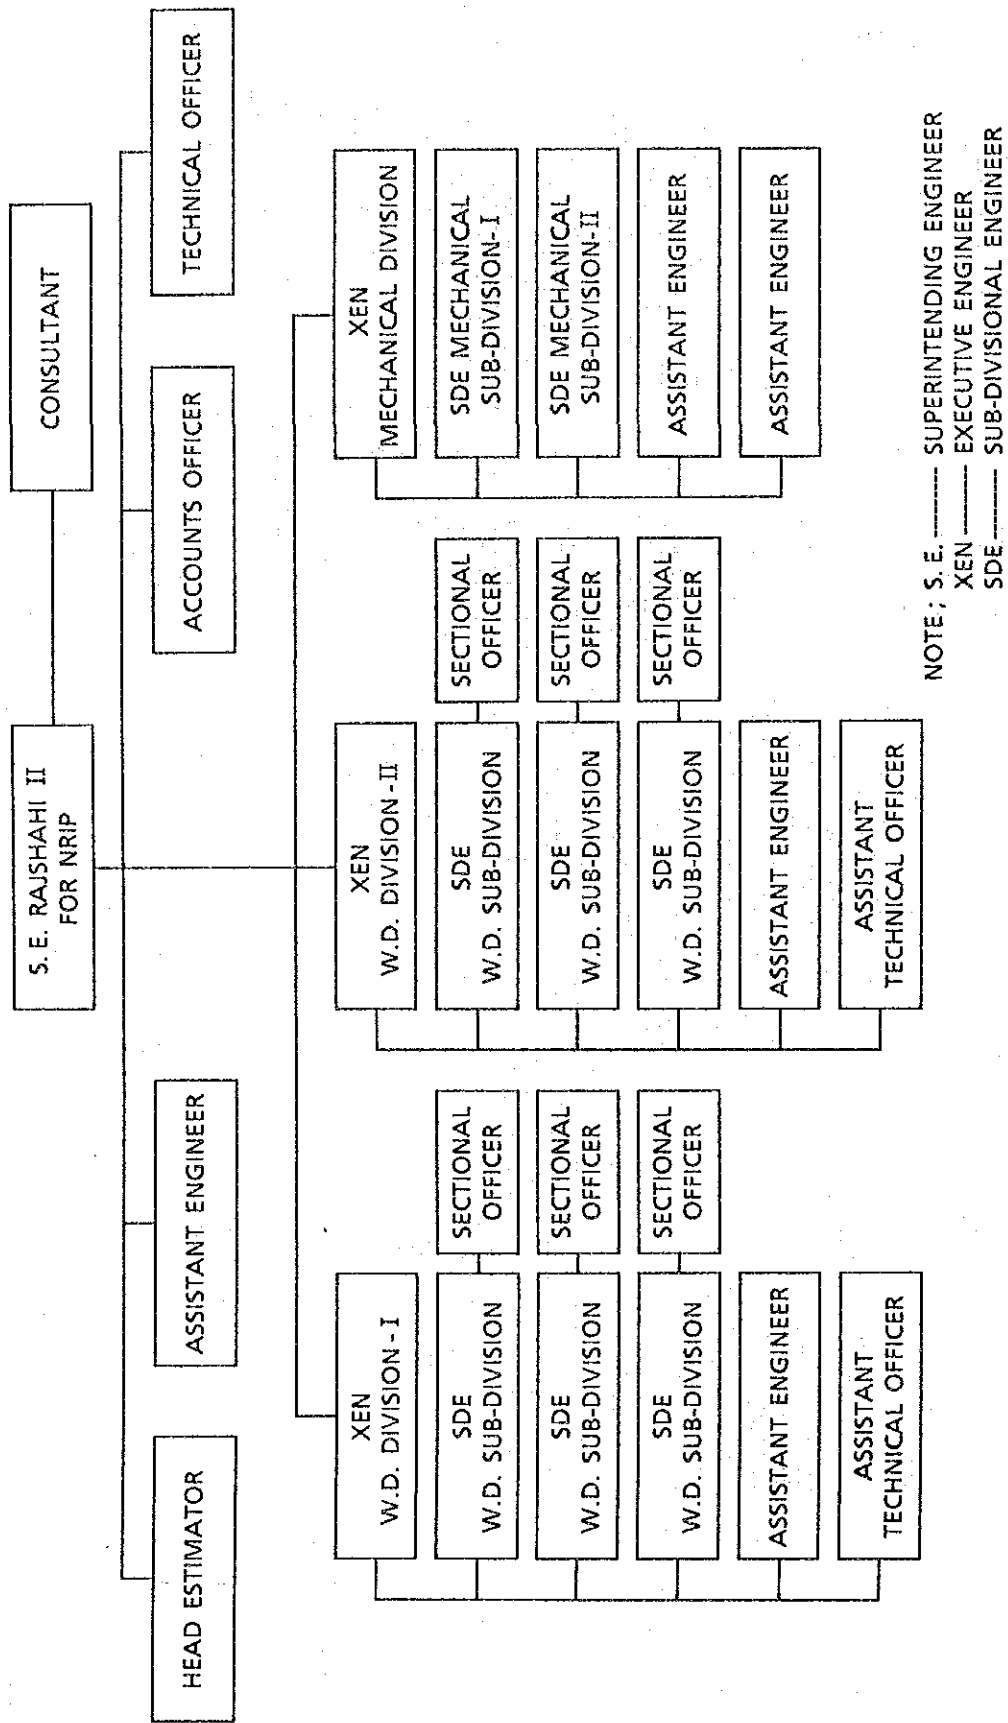 S. E. RAJSHAHI II
FOR NRIP
CONSULTANT
HEAD ESTIMATOR
ASSISTANT ENGINEER
ACCOUNTS OFFICER
TECHNICAL OFFICER
XEN
W.D. DIVISION - I
SDE
W.D. SUB-DIVISION
SECTIONAL
OFFICER
SDE
W.D. SUB-DIVISION
SECTIONAL
OFFICER
SDE
W.D. SUB-DIVISION
SECTIONAL
OFFICER
ASSISTANT ENGINEER
ASSISTANT
TECHNICAL OFFICER
XEN
W.D. DIVISION -II
SDE
W.D. SUB-DIVISION
SECTIONAL
OFFICER
SDE
W.D. SUB-DIVISION
SECTIONAL
OFFICER
SDE
W.D. SUB-DIVISION
SECTIONAL
OFFICER
ASSISTANT ENGINEER
ASSISTANT
TECHNICAL OFFICER
XEN
MECHANICAL DIVISION
SDE MECHANICAL
SUB-DIVISION-I
SDE MECHANICAL
SUB-DIVISION-II
ASSISTANT ENGINEER
ASSISTANT ENGINEER
NOTE; S. E. --------- SUPERINTENDING ENGINEER
XEN --------- EXECUTIVE ENGINEER
SDE --------- SUB-DIVISIONAL ENGINEER